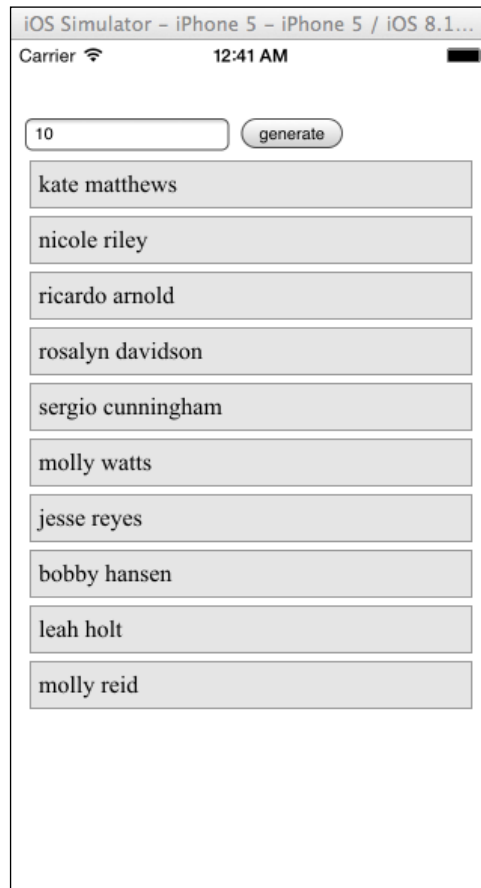 iOS Simulator – iPhone 5 – iPhone 5 / iOS 8.1...
Carrier 12:41 AM
10 generate
kate matthews
nicole riley
ricardo arnold
rosalyn davidson
sergio cunningham
molly watts
jesse reyes
bobby hansen
leah holt
molly reid